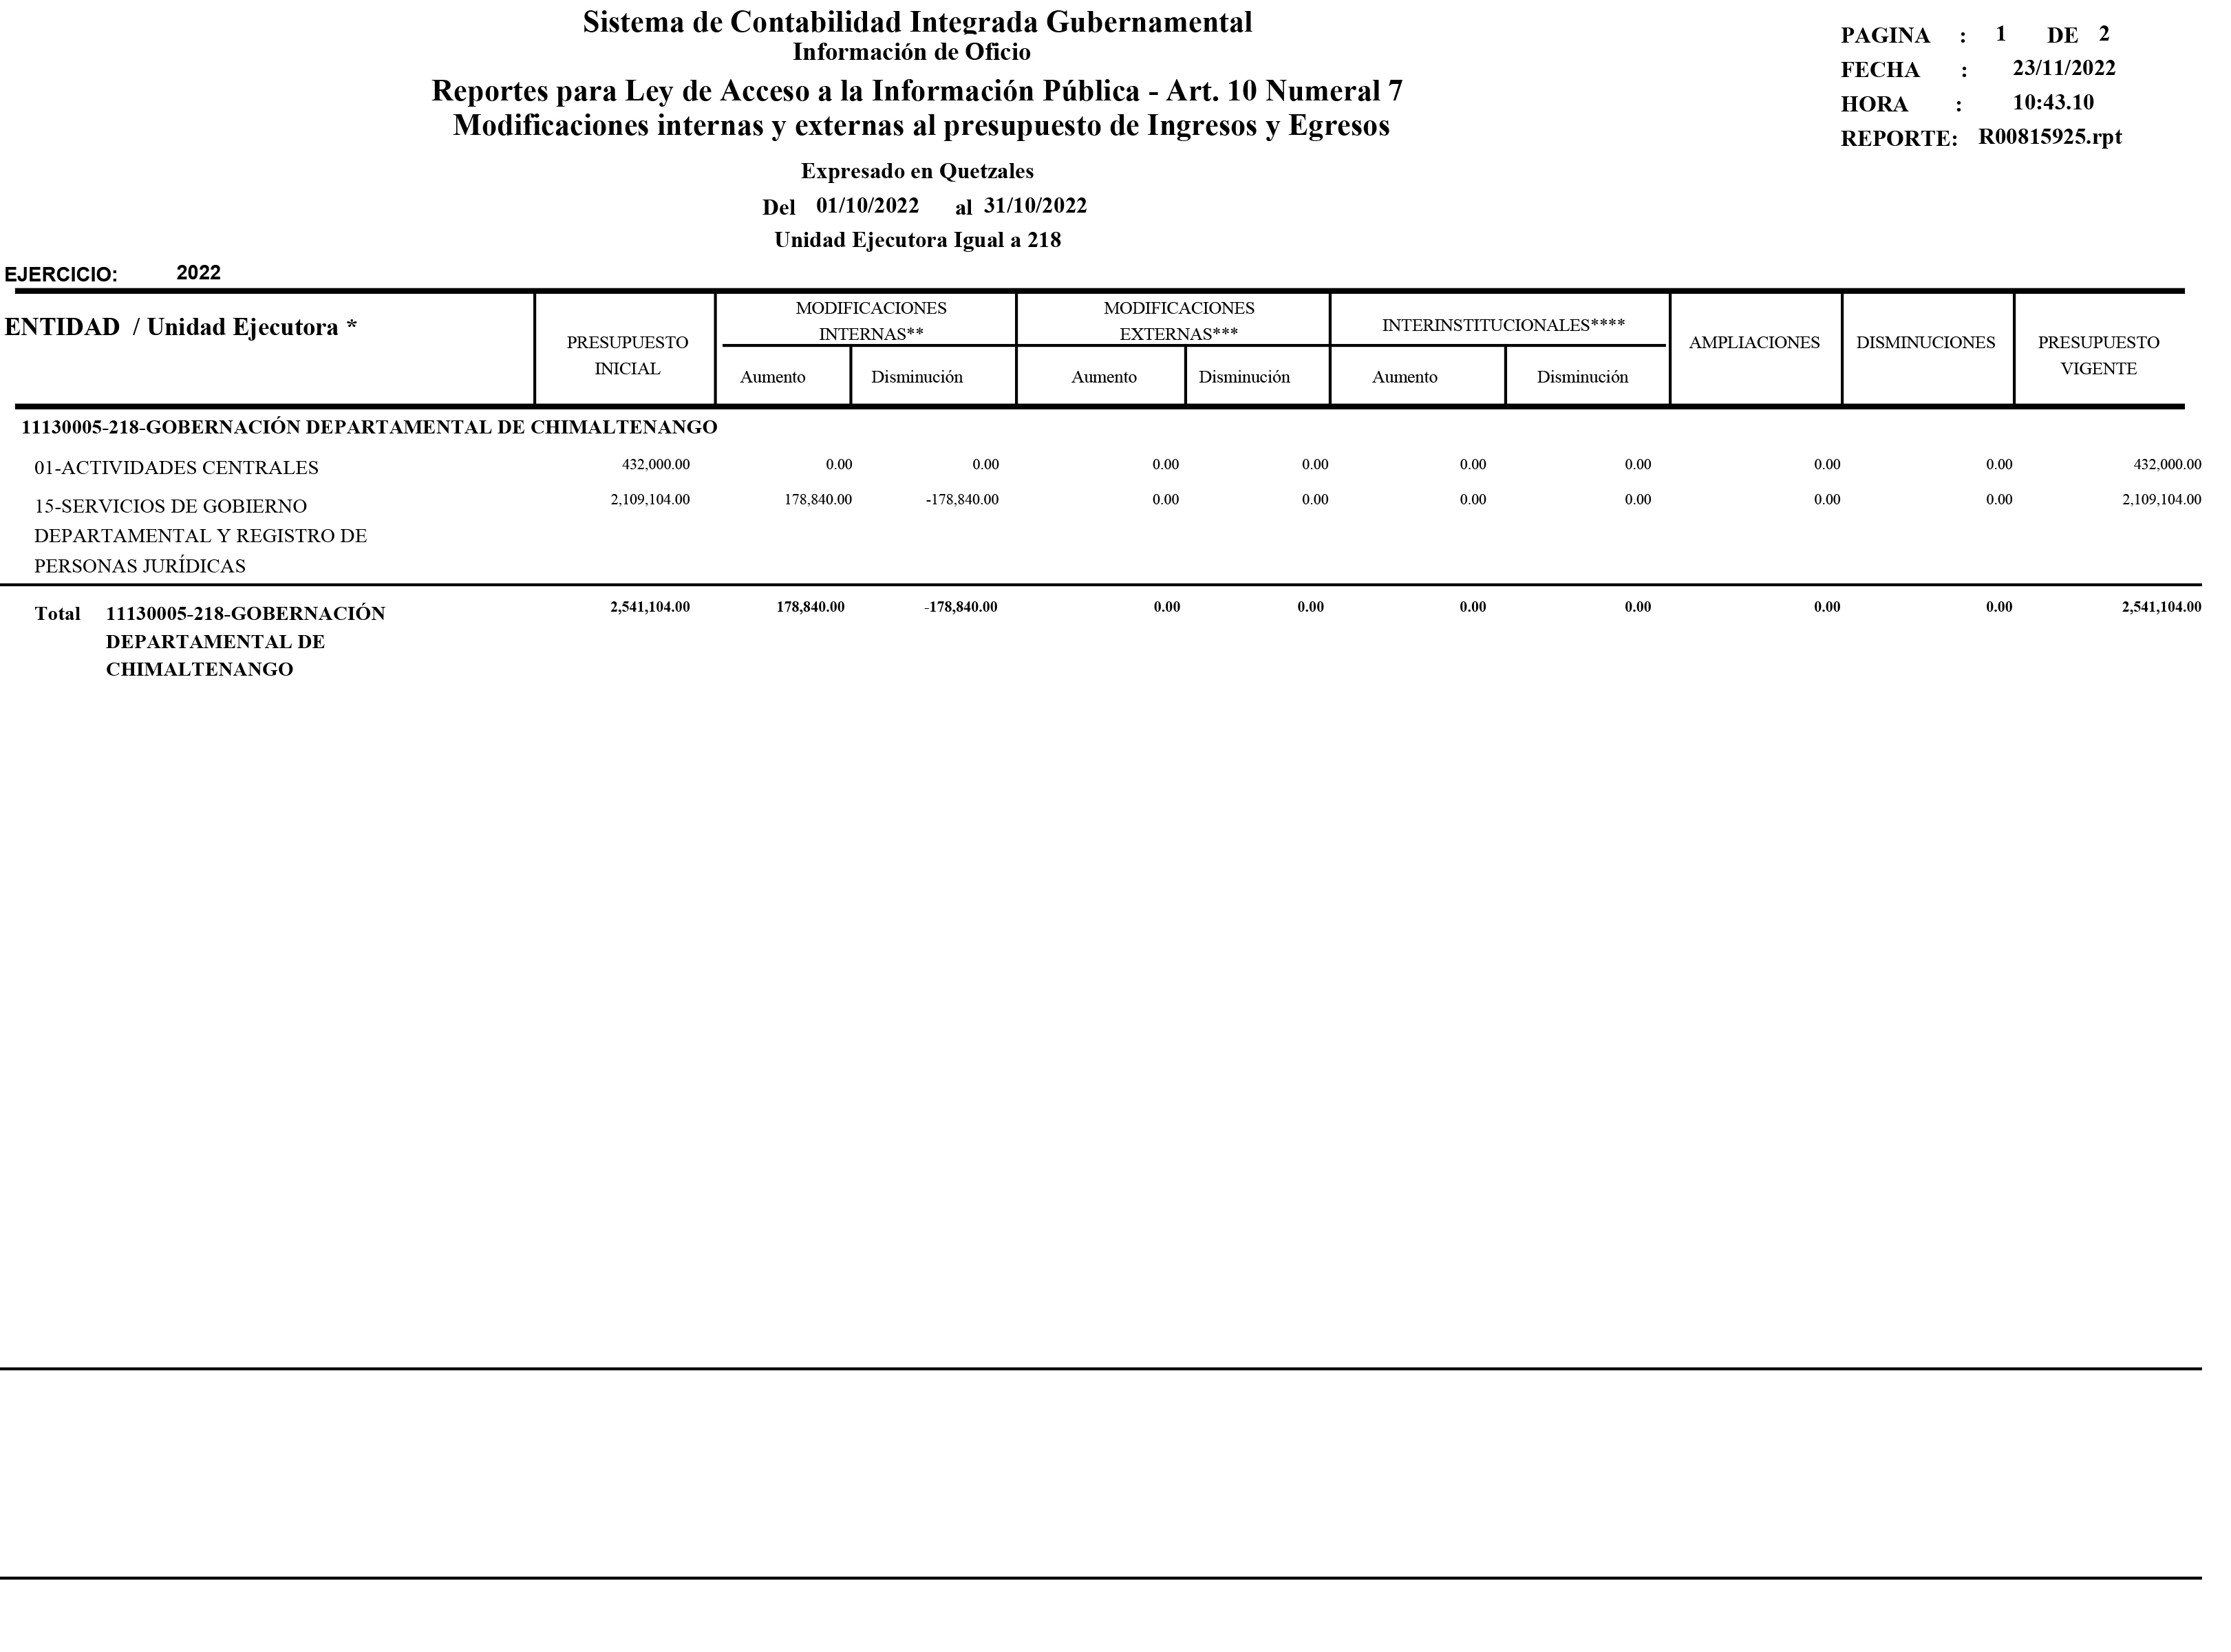 Sistema de Contabilidad Integrada Gubernamental
Información de Oficio
Reportes para Ley de Acceso a la Información Pública - Art. 10 Numeral 7
Modificaciones internas y externas al presupuesto de Ingresos y Egresos
Expresado en Quetzales
Del 01/10/2022 al 31/10/2022
Unidad Ejecutora Igual a 218
PAGINA : 1 DE 2
FECHA : 23/11/2022
HORA : 10:43.10
REPORTE: R00815925.rpt
EJERCICIO: 2022
ENTIDAD / Unidad Ejecutora *
PRESUPUESTO
INICIAL
MODIFICACIONES
INTERNAS**
Aumento Disminución
MODIFICACIONES
EXTERNAS***
Aumento Disminución
INTERINSTITUCIONALES****
Aumento Disminución
AMPLIACIONES
DISMINUCIONES
PRESUPUESTO
VIGENTE
11130005-218-GOBERNACIÓN DEPARTAMENTAL DE CHIMALTENANGO
01-ACTIVIDADES CENTRALES 432,000.00 0.00 0.00 0.00 0.00 0.00 0.00 0.00 0.00 432,000.00
15-SERVICIOS DE GOBIERNO 2,109,104.00 178,840.00 -178,840.00 0.00 0.00 0.00 0.00 0.00 0.00 2,109,104.00
DEPARTAMENTAL Y REGISTRO DE
PERSONAS JURÍDICAS
Total 11130005-218-GOBERNACIÓN 2,541,104.00 178,840.00 -178,840.00 0.00 0.00 0.00 0.00 0.00 0.00 2,541,104.00
DEPARTAMENTAL DE
CHIMALTENANGO